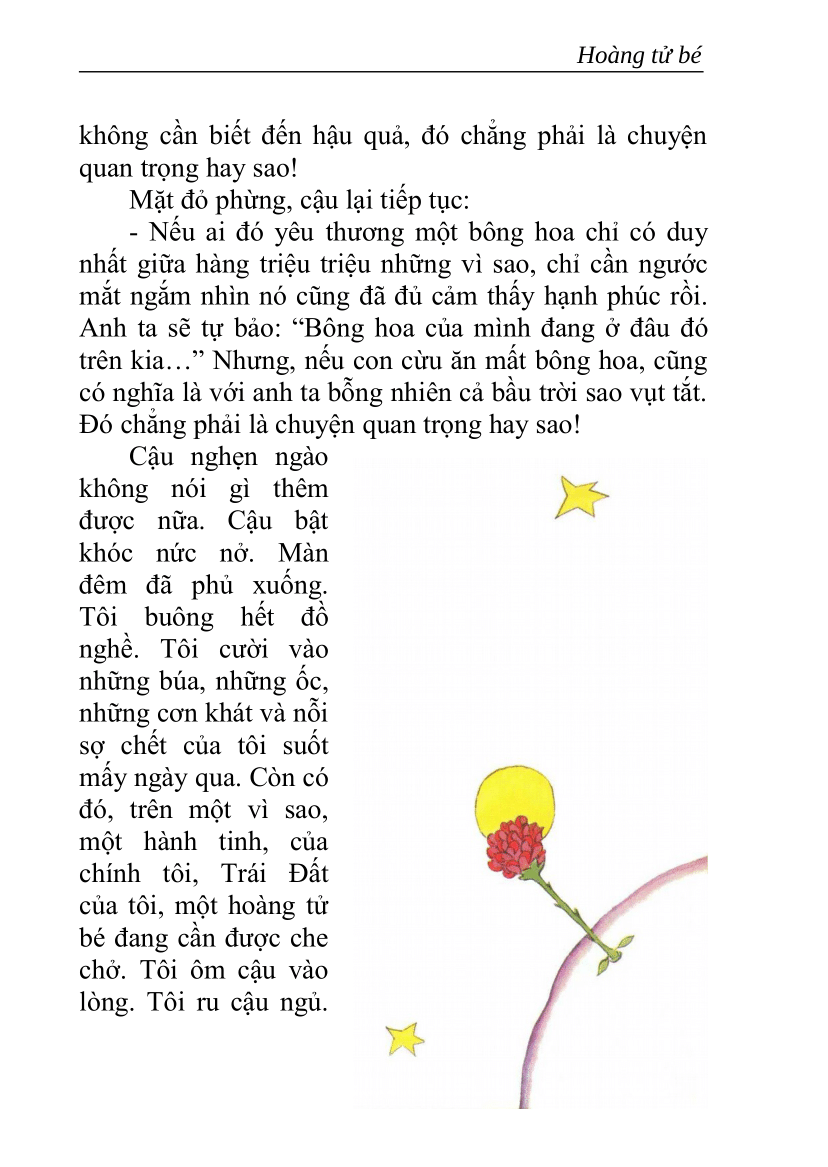 Hoàng tử bé
không cần biết đến hậu quả, đó chẳng phải là chuyện
quan trọng hay sao!
Mặt đỏ phừng, cậu lại tiếp tục:
- Nếu ai đó yêu thương một bông hoa chỉ có duy
nhất giữa hàng triệu triệu những vì sao, chỉ cần ngước
mắt ngắm nhìn nó cũng đã đủ cảm thấy hạnh phúc rồi.
Anh ta sẽ tự bảo: “Bông hoa của mình đang ở đâu đó
trên kia…” Nhưng, nếu con cừu ăn mất bông hoa, cũng
có nghĩa là với anh ta bỗng nhiên cả bầu trời sao vụt tắt.
Đó chẳng phải là chuyện quan trọng hay sao!
Cậu nghẹn ngào
không nói gì thêm
được nữa. Cậu bật
khóc nức nở. Màn
đêm đã phủ xuống.
Tôi buông hết đồ
nghề. Tôi cười vào
những búa, những ốc,
những cơn khát và nỗi
sợ chết của tôi suốt
mấy ngày qua. Còn có
đó, trên một vì sao,
một hành tinh, của
chính tôi, Trái Đất
của tôi, một hoàng tử
bé đang cần được che
chở. Tôi ôm cậu vào
lòng. Tôi ru cậu ngủ.